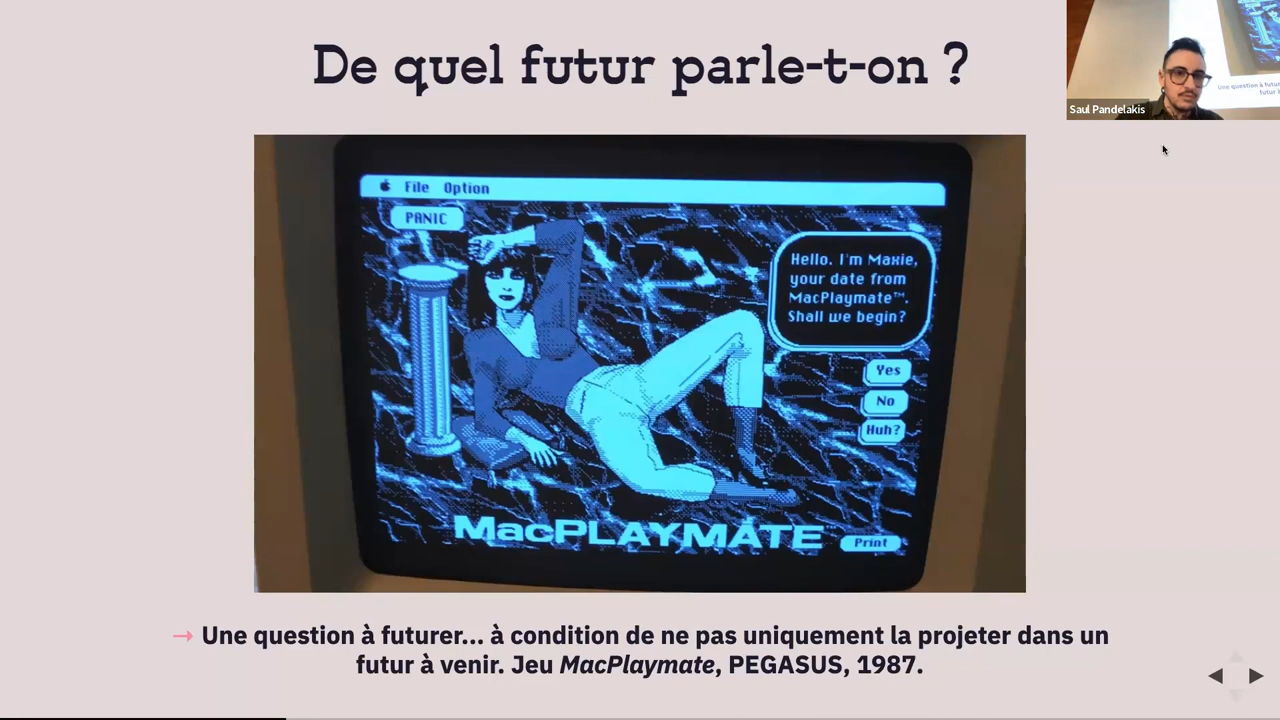 De quel futur parle-t-on ?
Saul Pandelakis
File Option
PANIC
Hello. I'm Maxie,
your date from
MacPlaymate™.
Shall we begin?
Yes
No
Huh?
MacPLAYMATE
Print
→ Une question à futurer... à condition de ne pas uniquement la projeter dans un
futur à venir. Jeu MacPlaymate, PEGASUS, 1987.